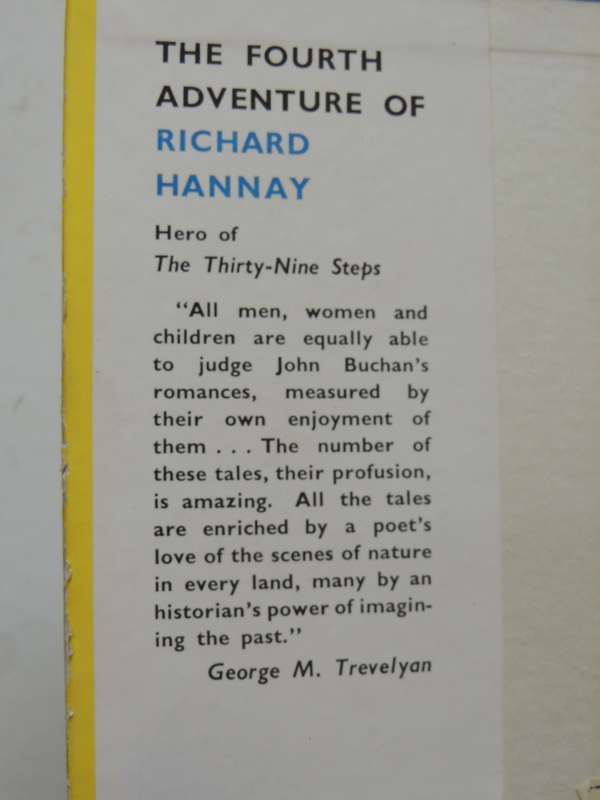 THE FOURTH
ADVENTURE OF
RICHARD
HANNAY
Hero of
The Thirty-Nine Steps
"All men, women and
children are equally able
to judge John Buchan's
romances, measured by
their own enjoyment of
them . . . The number of
these tales, their profusion,
is amazing. All the tales
are enriched by a poet's
love of the scenes of nature
in every land, many by an
historian's power of imagin-
ing the past."
George M. Trevelyan